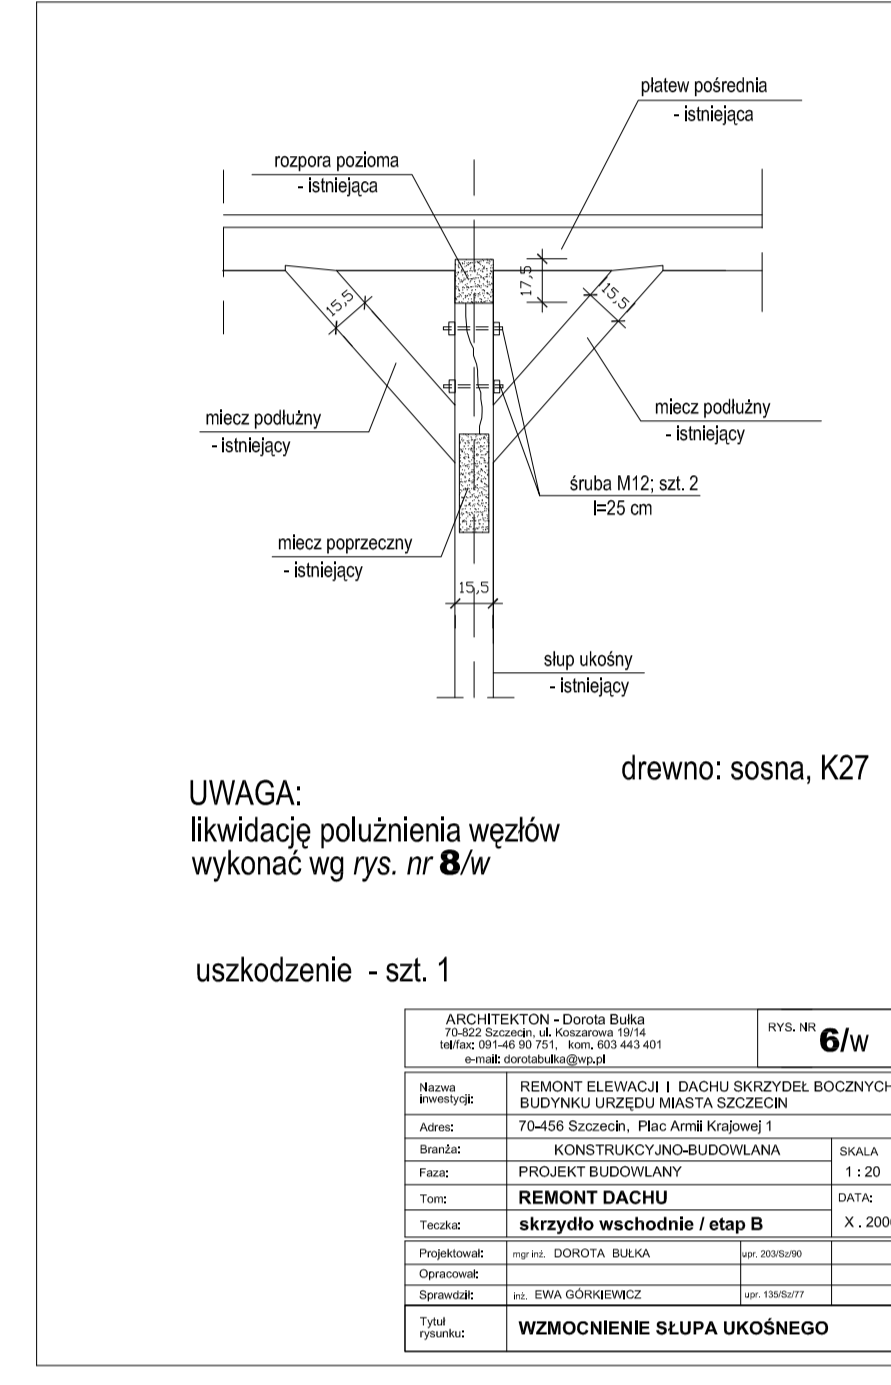 płatew pośrednia
- istniejąca
rozpora pozioma
- istniejąca
17,5
15,5
15,5
miecz podłużny
- istniejący
miecz podłużny
- istniejący
śruba M12; szt. 2
l=25 cm
miecz poprzeczny
- istniejący
15,5
słup ukośny
- istniejący
drewno: sosna, K27
UWAGA:
likwidację polużnienia węzłów
wykonać wg rys. nr 8/w
uszkodzenie - szt. 1
ARCHITEKTON - Dorota Bułka
70-822 Szczecin, ul. Koszarowa 19/14
tel/fax: 091-46 90 751, kom. 603 443 401
e-mail: dorotabulka@wp.pl
RYS. NR 6/w
Nazwa inwestycji:
REMONT ELEWACJI I DACHU SKRZYDEŁ BOCZNYCH
BUDYNKU URZĘDU MIASTA SZCZECIN
Adres: 70-456 Szczecin, Plac Armii Krajowej 1
Branża: KONSTRUKCYJNO-BUDOWLANA
SKALA
Faza: PROJEKT BUDOWLANY
1 : 20
Tom: REMONT DACHU
DATA:
Teczka: skrzydło wschodnie / etap B
X . 200
Projektował: mgr inż. DOROTA BUŁKA upr. 203/Sz/90
Opracował:
Sprawdził: inż. EWA GÓRKIEWICZ upr. 135/Sz/77
Tytuł rysunku: WZMOCNIENIE SŁUPA UKOŚNEGO